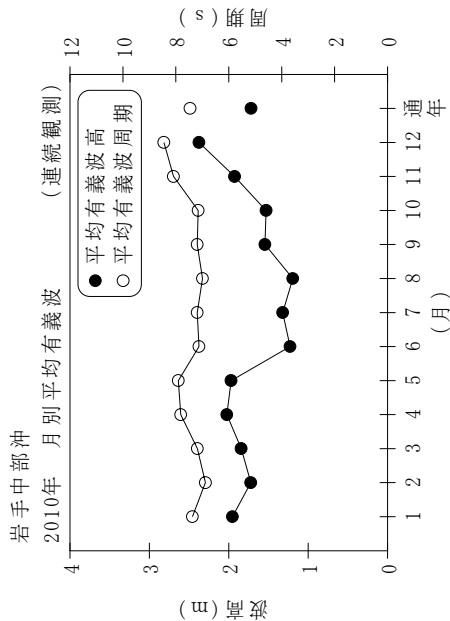 岩手中部沖
2010年 月別平均有義波 (連続観測)
平均有義波高
平均有義波周期
波高(m)
4
3
2
1
0
周期(s)
12
10
8
6
4
2
0
1 2 3 4 5 6 7 8 9 10 11 12 通年
(月)